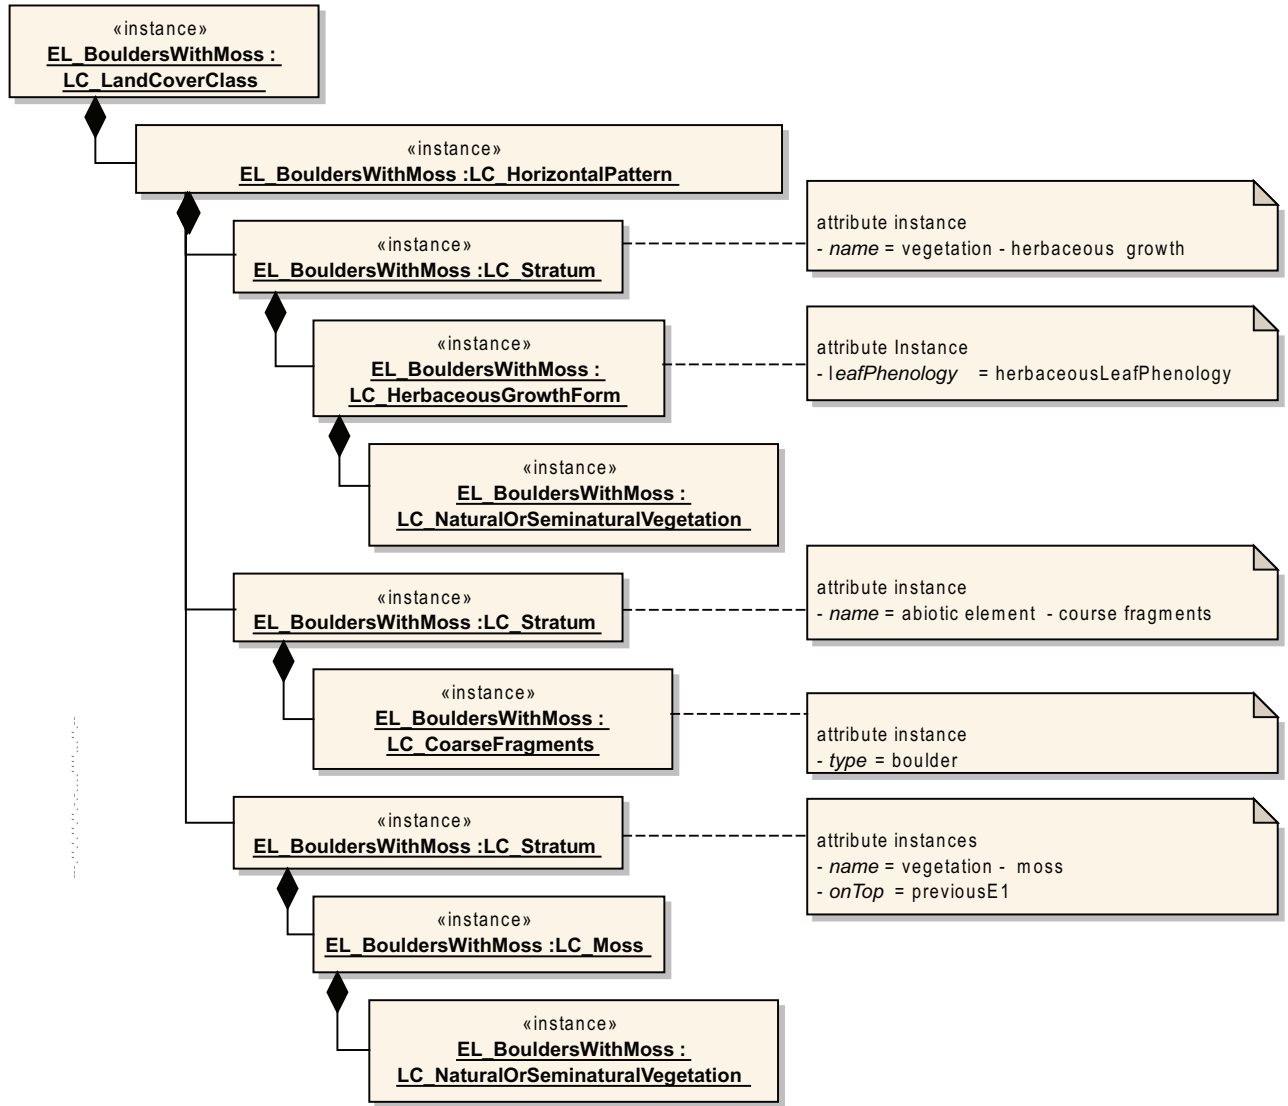 «instance»
EL_BouldersWithMoss :
LC_LandCoverClass
«instance»
EL_BouldersWithMoss :LC_HorizontalPattern
«instance»
EL_BouldersWithMoss :LC_Stratum
attribute instance
- name = vegetation - herbaceous growth
«instance»
EL_BouldersWithMoss :
LC_HerbaceousGrowthForm
attribute Instance
- leafPhenology = herbaceousLeafPhenology
«instance»
EL_BouldersWithMoss :
LC_NaturalOrSeminaturalVegetation
«instance»
EL_BouldersWithMoss :LC_Stratum
attribute instance
- name = abiotic element - course fragments
«instance»
EL_BouldersWithMoss :
LC_CoarseFragments
attribute instance
- type = boulder
«instance»
EL_BouldersWithMoss :LC_Stratum
attribute instances
- name = vegetation - moss
- onTop = previousE1
«instance»
EL_BouldersWithMoss :LC_Moss
«instance»
EL_BouldersWithMoss :
LC_NaturalOrSeminaturalVegetation